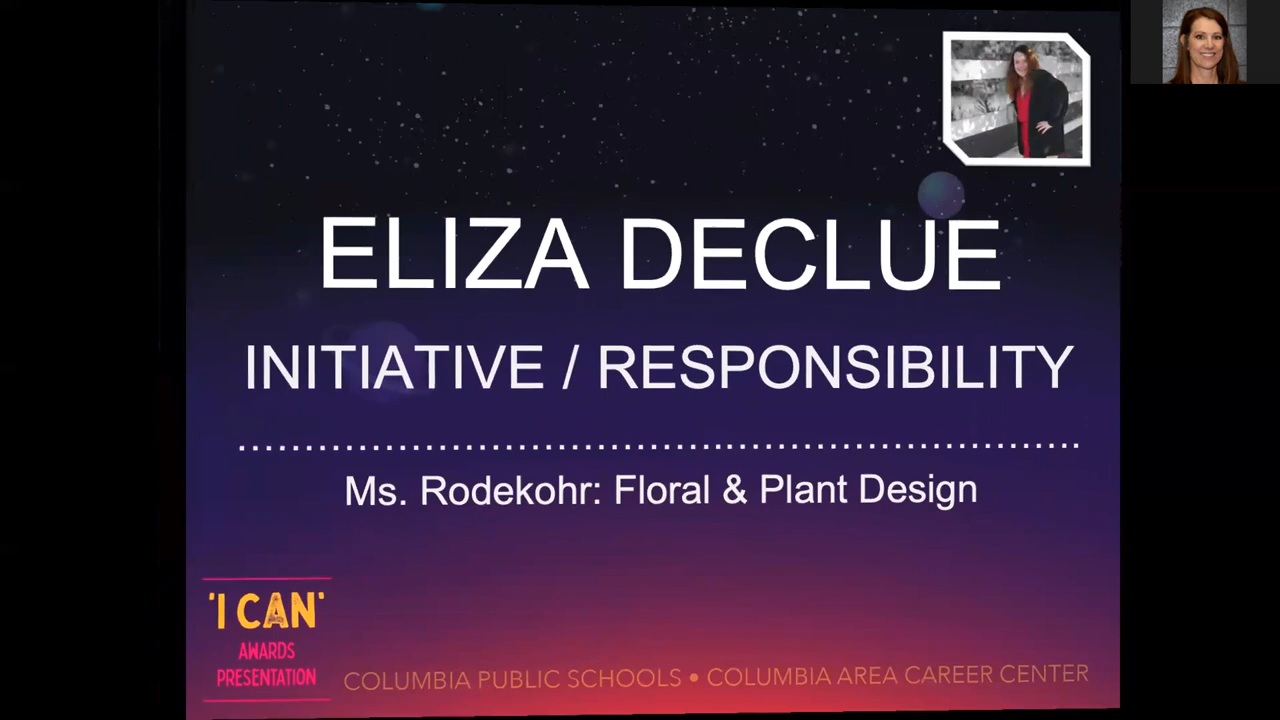 ELIZA DECLUE
INITIATIVE / RESPONSIBILITY
Ms. Rodekohr: Floral & Plant Design
'I CAN'
AWARDS
PRESENTATION
COLUMBIA PUBLIC SCHOOLS • COLUMBIA AREA CAREER CENTER